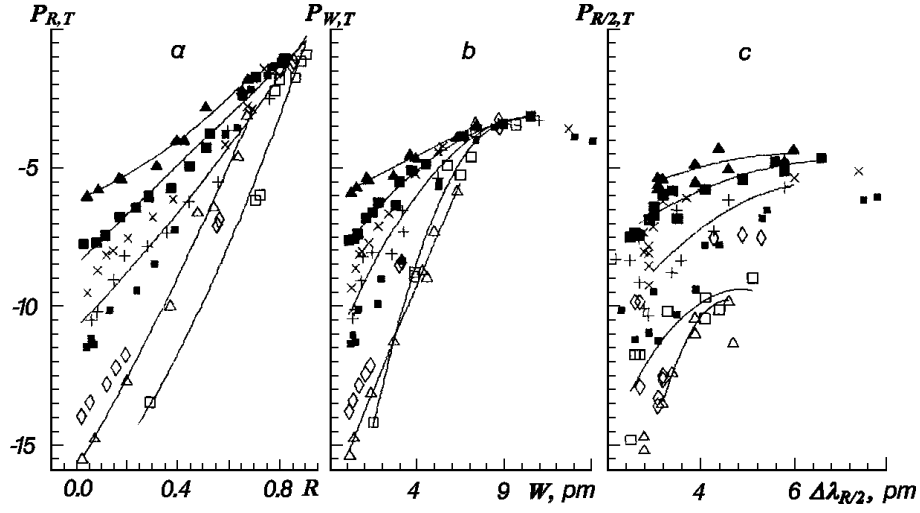 P_{R,T} P_{W,T} P_{R/2,T}
a b c
-5
-10
-15
0.0 0.4 0.8 R 4 9 W, pm 4 6 Δλ_{R/2}, pm